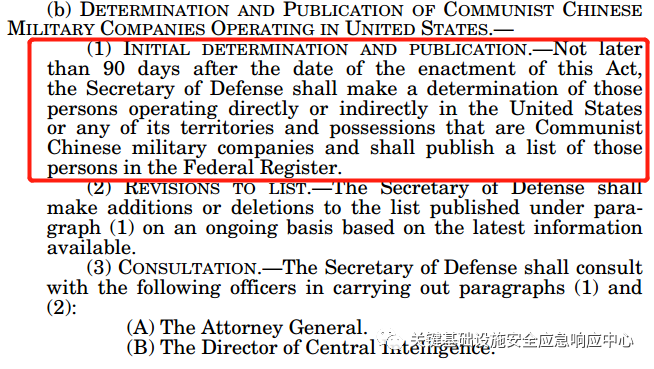 (b) DETERMINATION AND PUBLICATION OF COMMUNIST CHINESE
MILITARY COMPANIES OPERATING IN UNITED STATES.—
(1) INITIAL DETERMINATION AND PUBLICATION.—Not later
than 90 days after the date of the enactment of this Act,
the Secretary of Defense shall make a determination of those
persons operating directly or indirectly in the United States
or any of its territories and possessions that are Communist
Chinese military companies and shall publish a list of those
persons in the Federal Register.
(2) REVISIONS TO LIST.—The Secretary of Defense shall
make additions or deletions to the list published under para-
graph (1) on an ongoing basis based on the latest information
available.
(3) CONSULTATION.—The Secretary of Defense shall consult
with the following officers in carrying out paragraphs (1) and
(2):
(A) The Attorney General.
(B) The Director of Central Intelligence.
关键基础设施安全应急响应中心